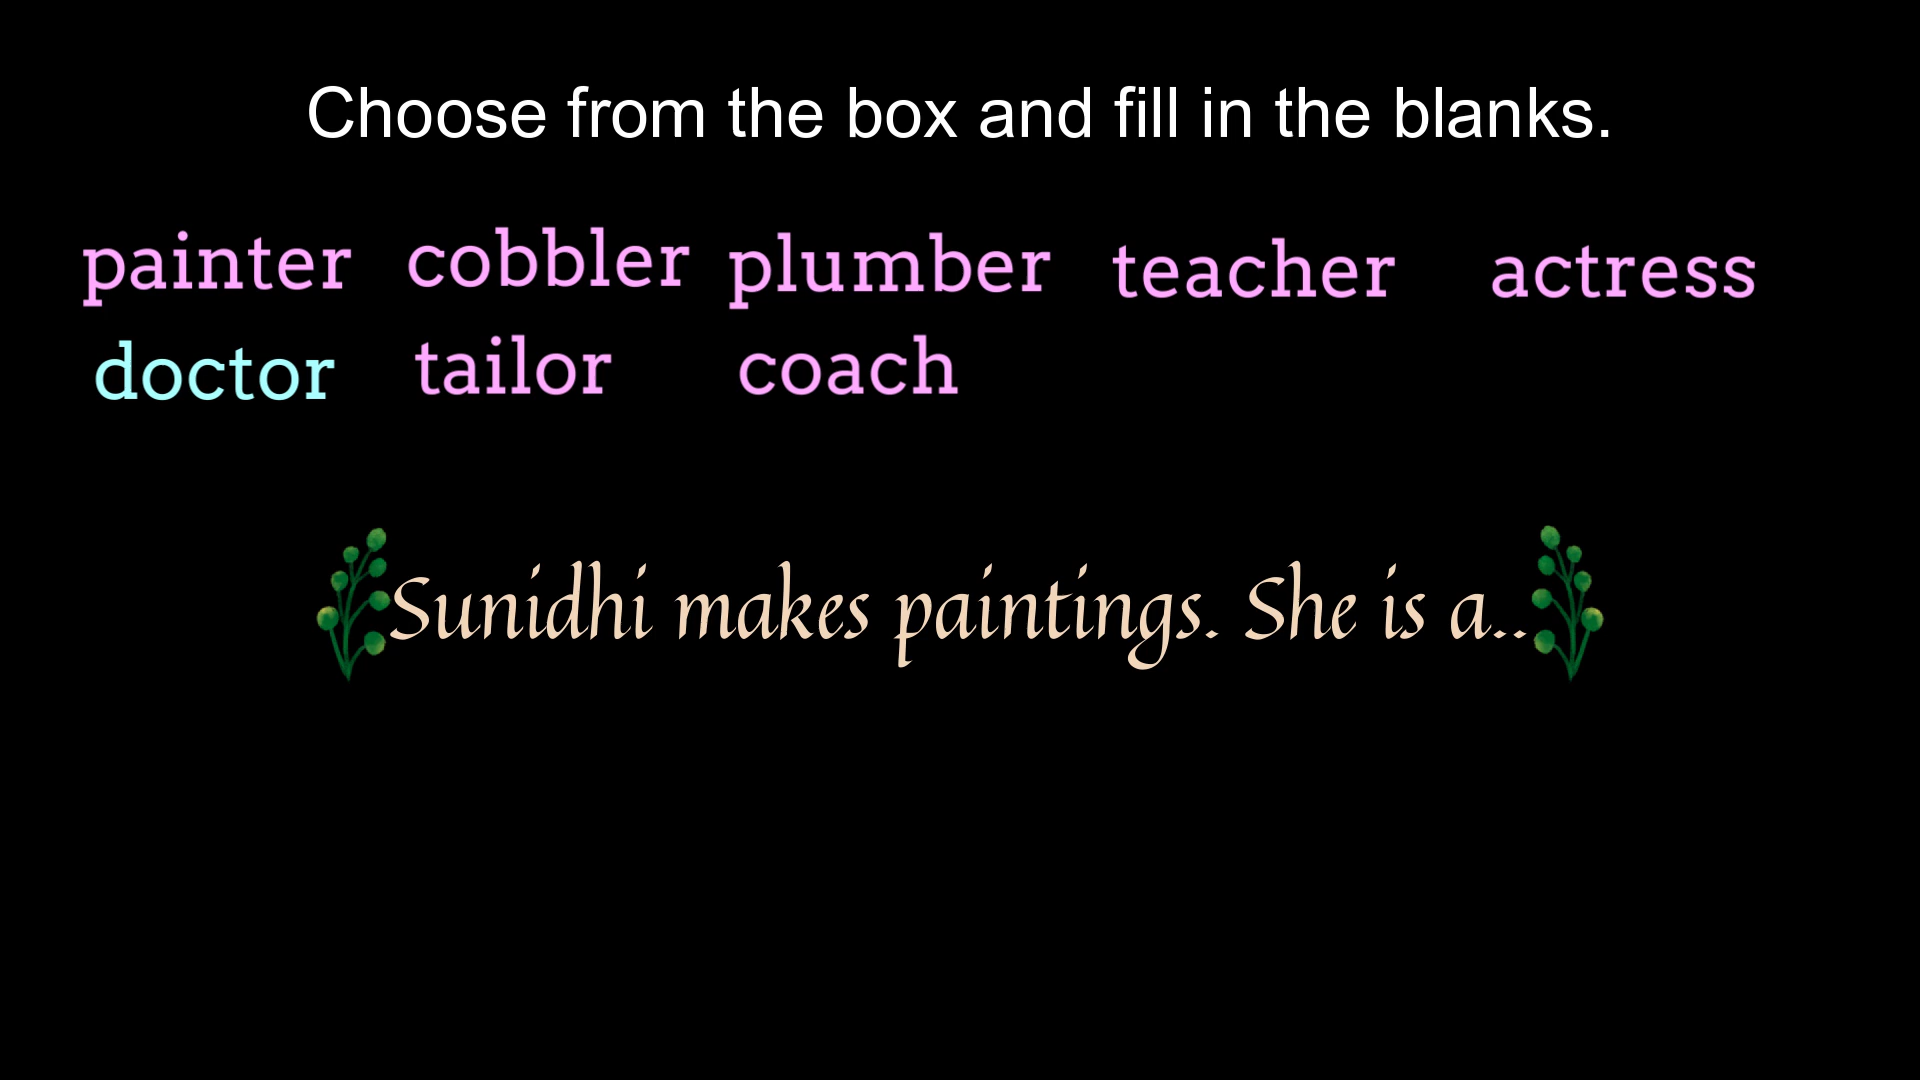 Choose from the box and fill in the blanks.
painter cobbler plumber teacher actress
doctor tailor coach
Sunidhi makes paintings. She is a..